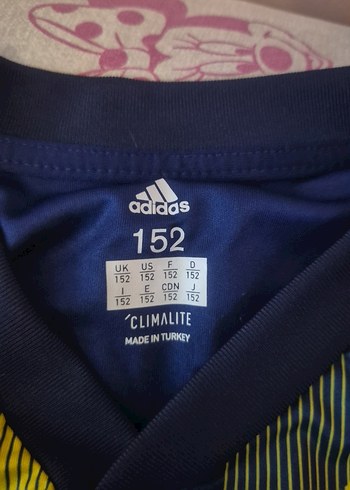 adidas
152
UK US F D
152 152 152 152
I E CDN J
152 152 152 152
CLIMALITE
MADE IN TURKEY